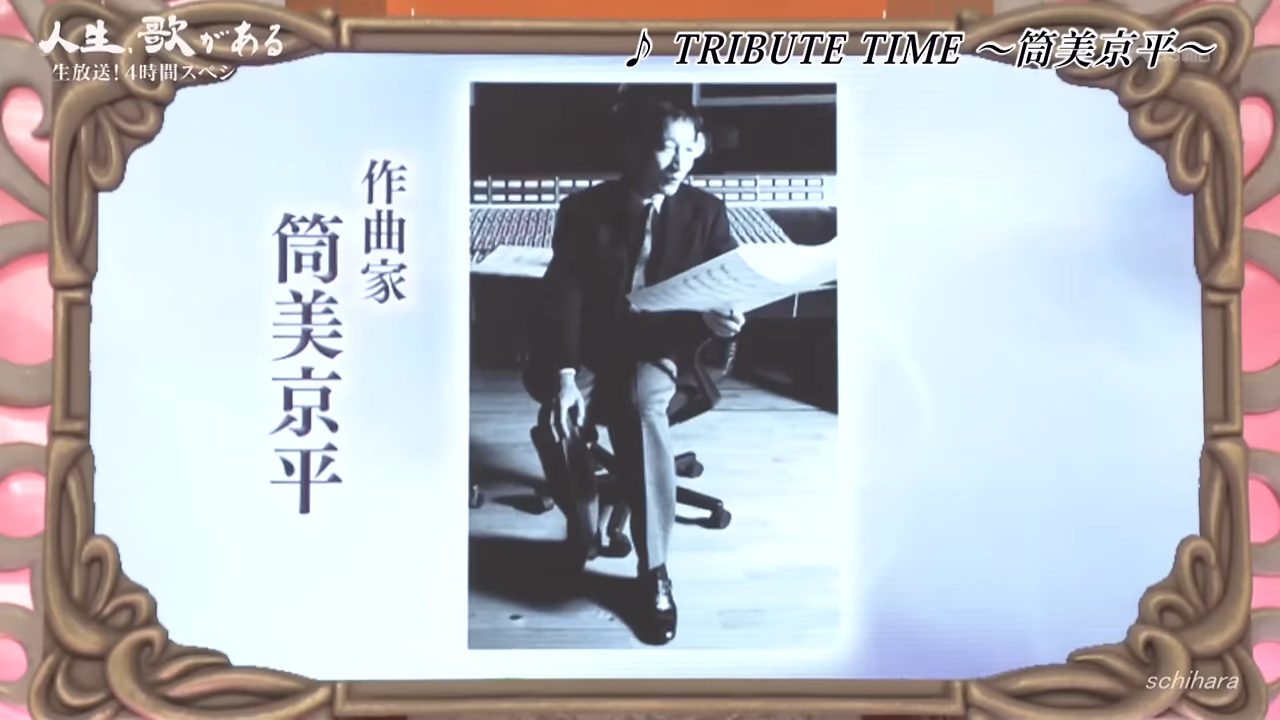 人生、歌がある
生放送!4時間スペシ
♪ TRIBUTE TIME ～筒美京平～
作曲家
筒美京平
schihara